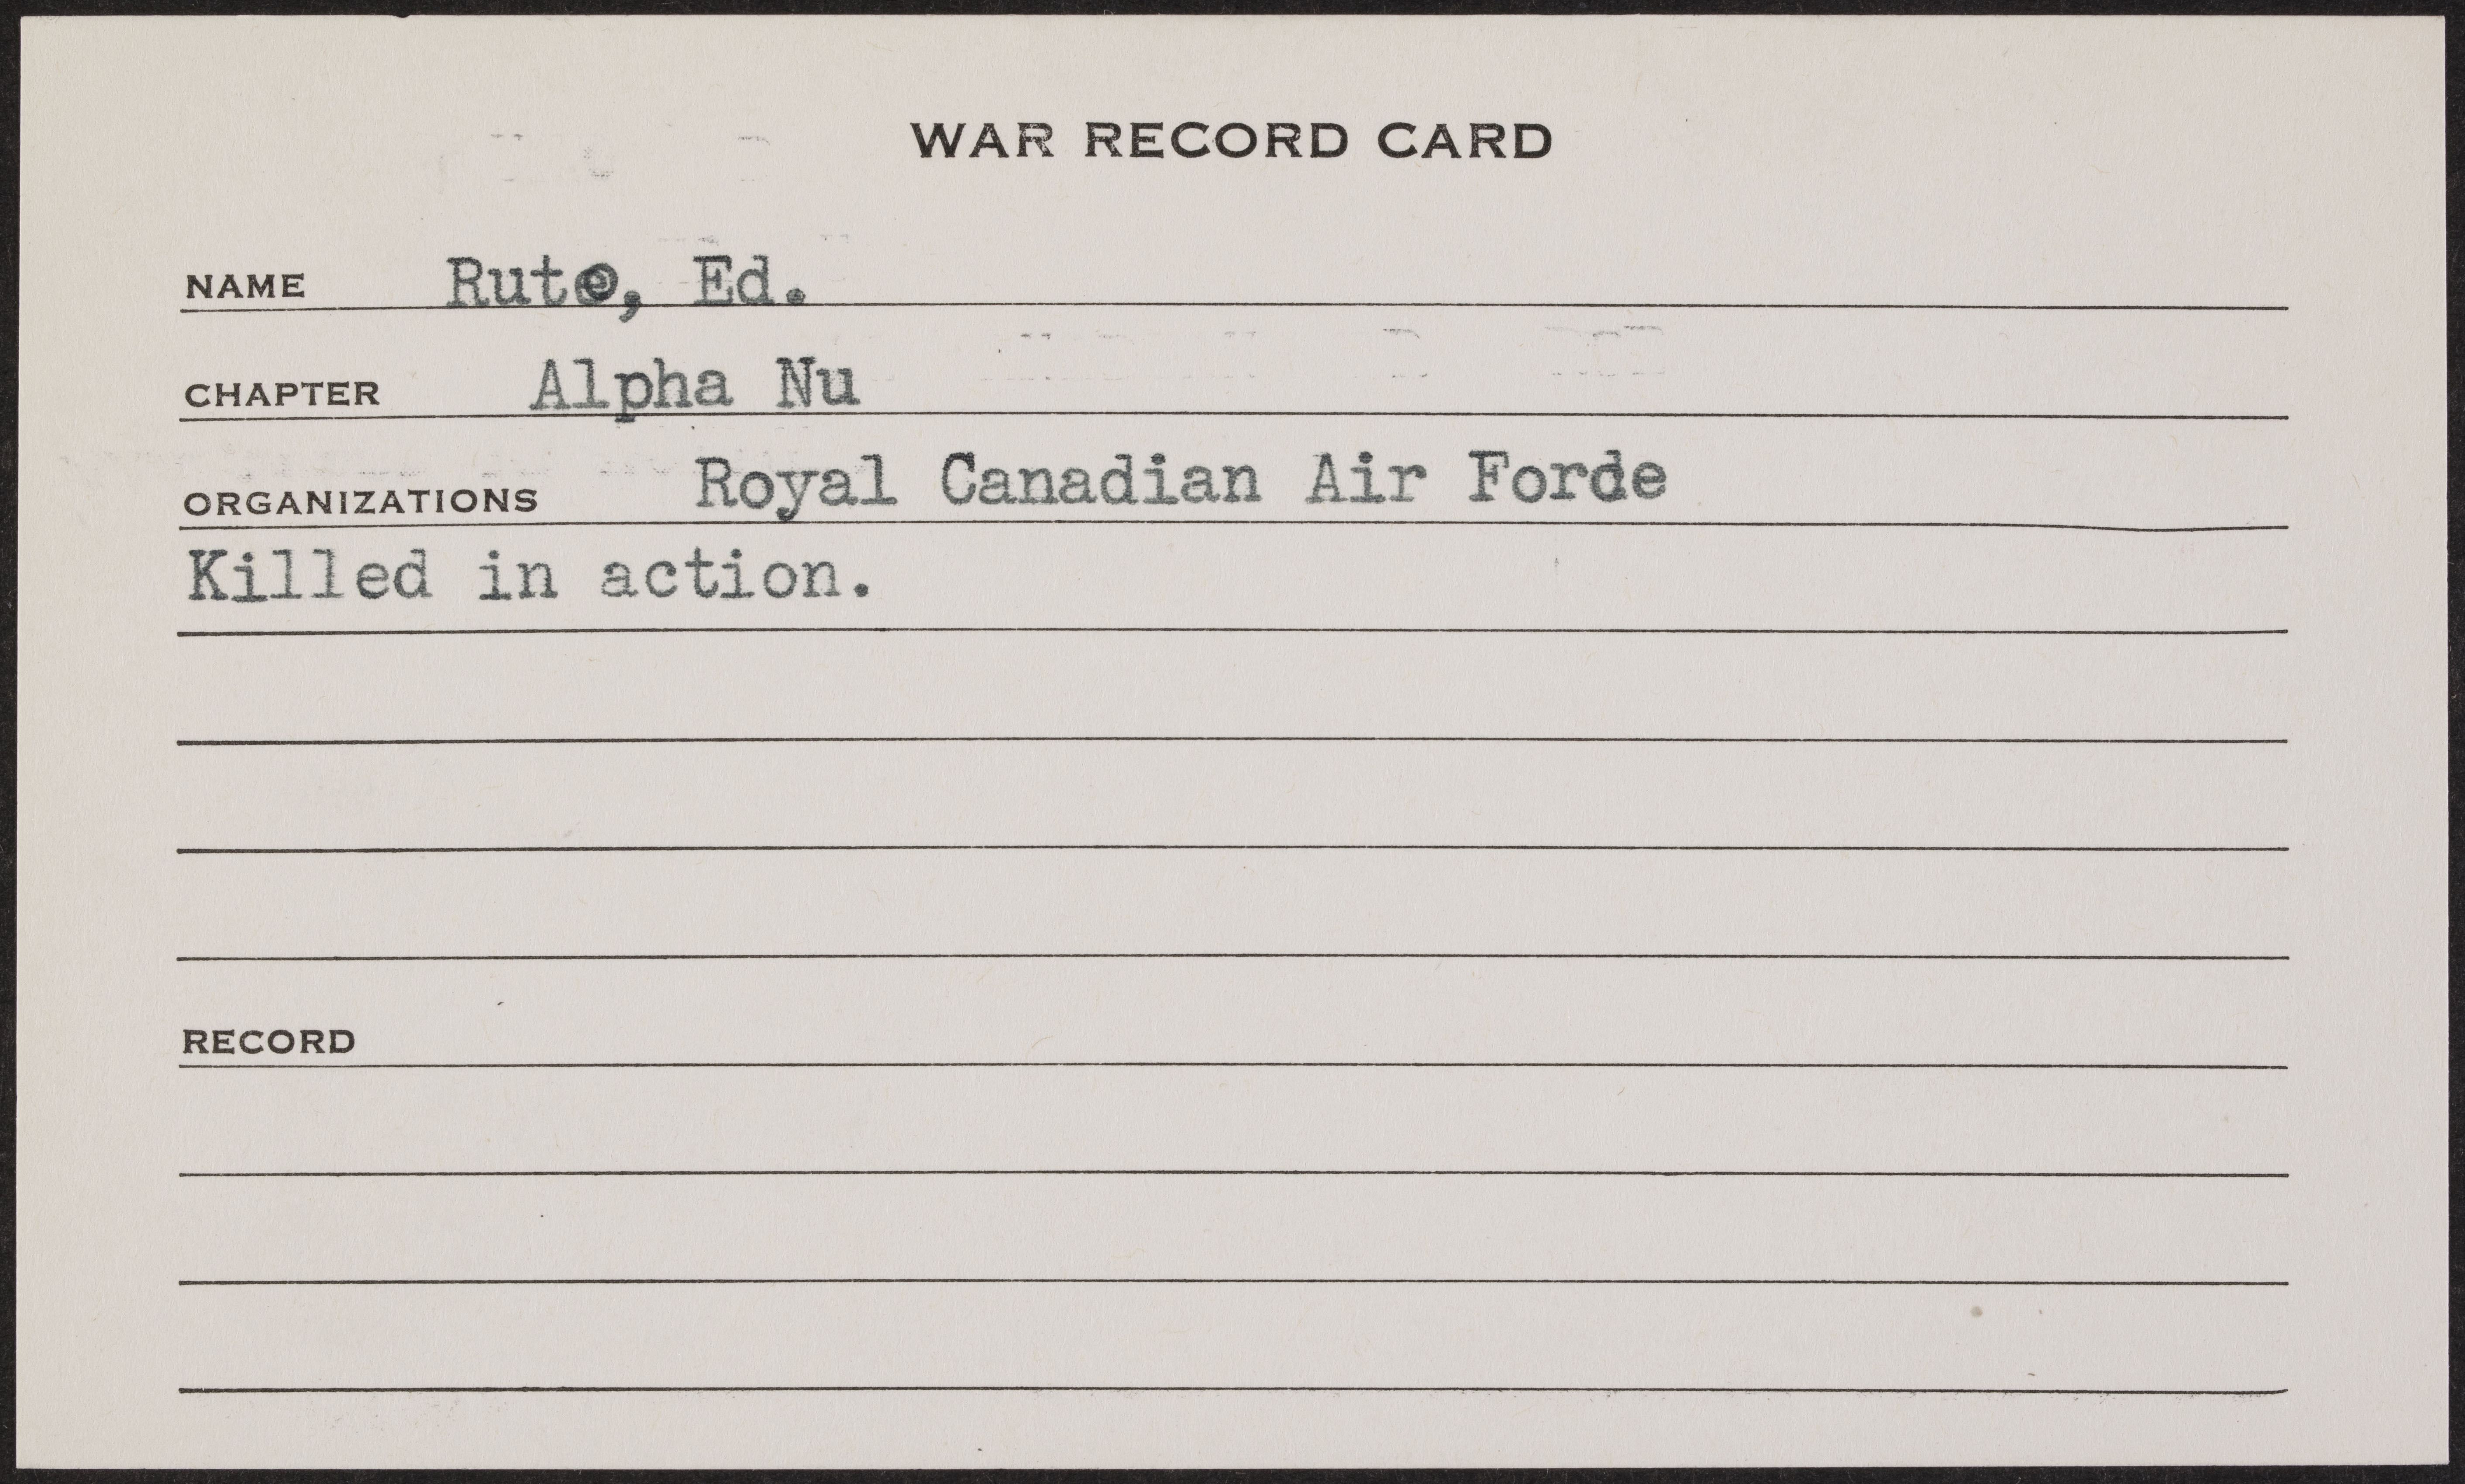 WAR RECORD CARD
NAME Rute, Ed.
CHAPTER Alpha Nu
ORGANIZATIONS Royal Canadian Air Forde
Killed in action.
RECORD